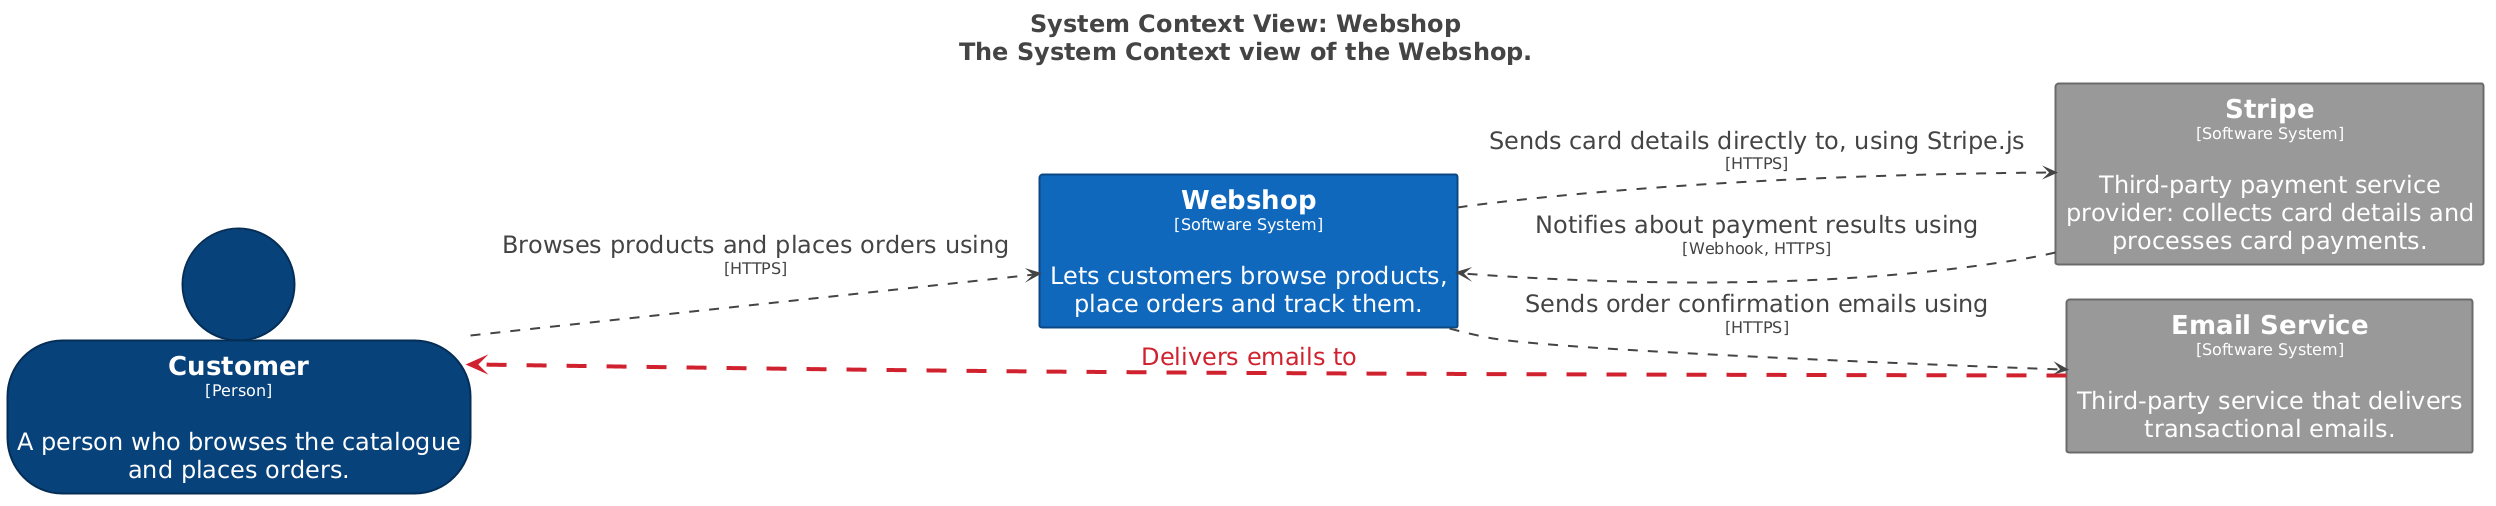 System Context View: Webshop
The System Context view of the Webshop.
Customer
[Person]
A person who browses the catalogue
and places orders.
Browses products and places orders using
[HTTPS]
Webshop
[Software System]
Lets customers browse products,
place orders and track them.
Sends card details directly to, using Stripe.js
[HTTPS]
Notifies about payment results using
[Webhook, HTTPS]
Sends order confirmation emails using
[HTTPS]
Delivers emails to
Stripe
[Software System]
Third-party payment service
provider: collects card details and
processes card payments.
Email Service
[Software System]
Third-party service that delivers
transactional emails.